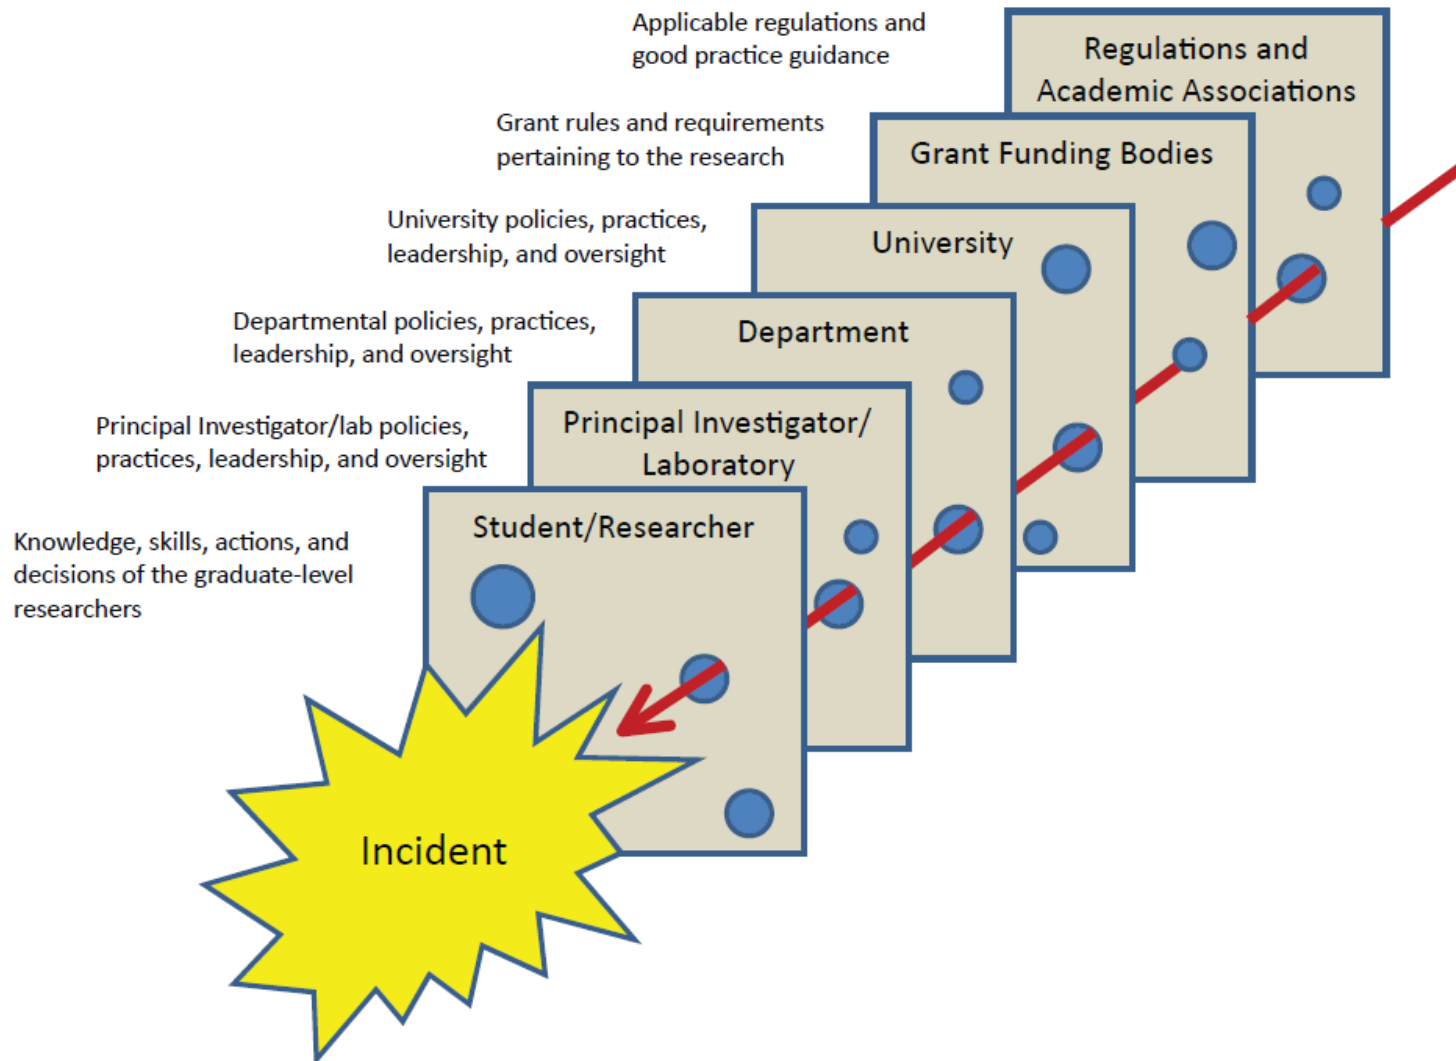 Applicable regulations and
good practice guidance
Regulations and
Academic Associations
Grant rules and requirements
pertaining to the research
Grant Funding Bodies
University policies, practices,
leadership, and oversight
University
Departmental policies, practices,
leadership, and oversight
Department
Principal Investigator/lab policies,
practices, leadership, and oversight
Principal Investigator/
Laboratory
Knowledge, skills, actions, and
decisions of the graduate-level
researchers
Student/Researcher
Incident